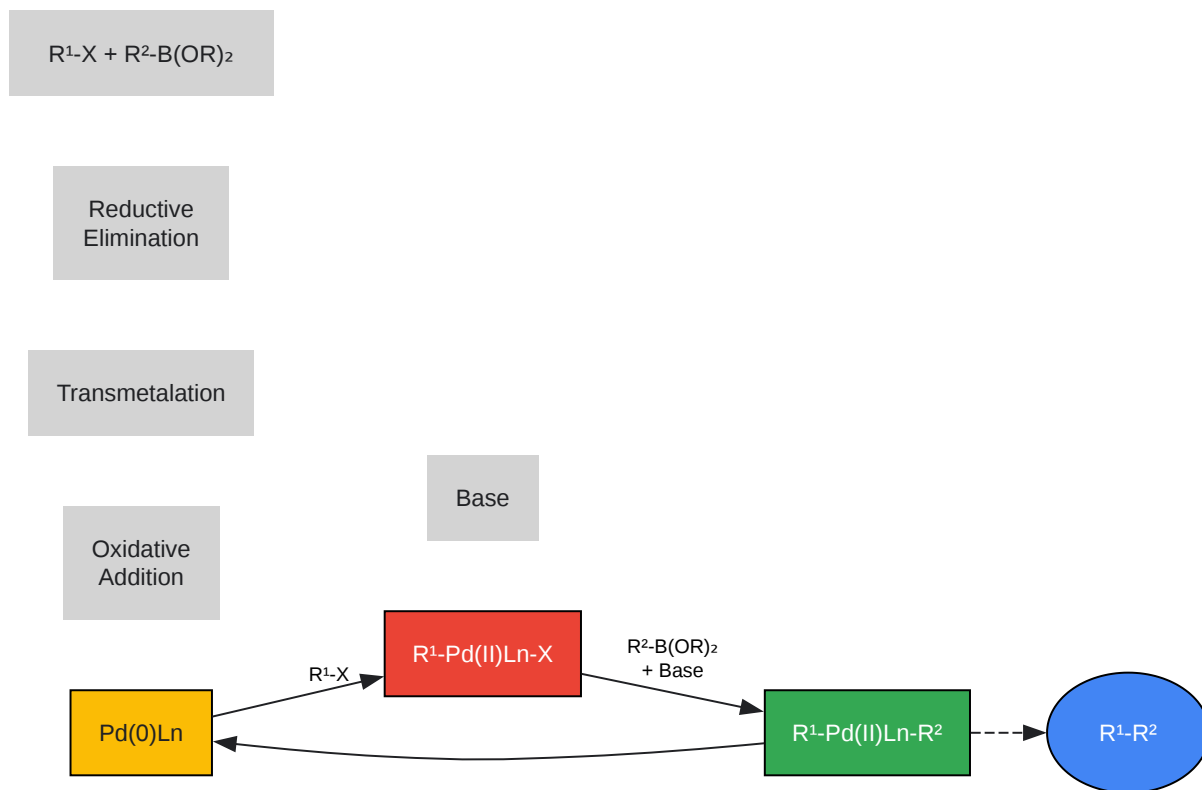 R¹-X + R²-B(OR)₂
Reductive
Elimination
Transmetalation
Base
Oxidative
Addition
R¹-Pd(II)Ln-X
R²-B(OR)₂
+ Base
R¹-X
Pd(0)Ln
R¹-Pd(II)Ln-R²
R¹-R²